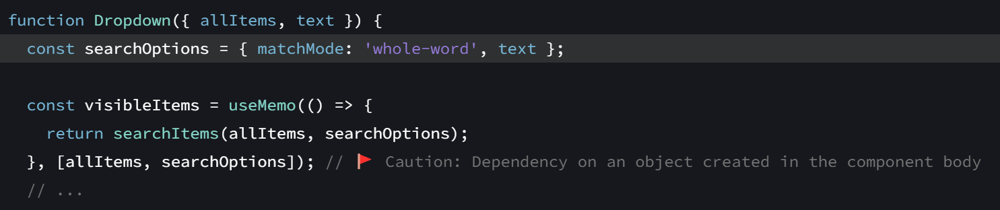 function Dropdown({ allItems, text }) {
  const searchOptions = { matchMode: 'whole-word', text };

  const visibleItems = useMemo(() => {
    return searchItems(allItems, searchOptions);
  }, [allItems, searchOptions]); // 🚩 Caution: Dependency on an object created in the component body
  // ...